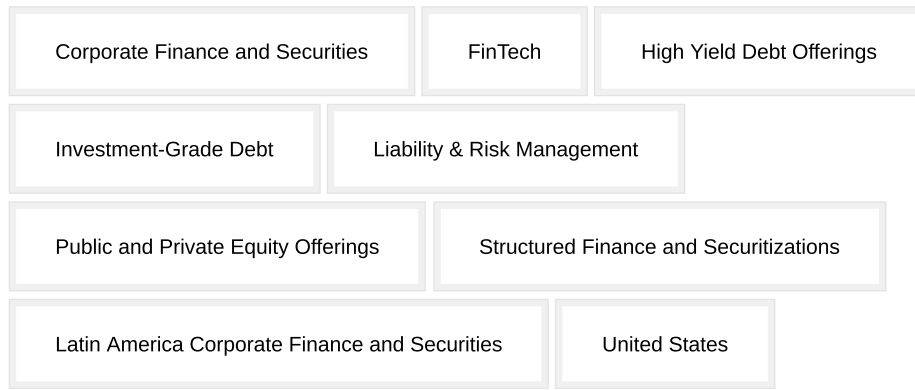 Corporate Finance and Securities FinTech High Yield Debt Offerings
Investment-Grade Debt Liability & Risk Management
Public and Private Equity Offerings Structured Finance and Securitizations
Latin America Corporate Finance and Securities United States